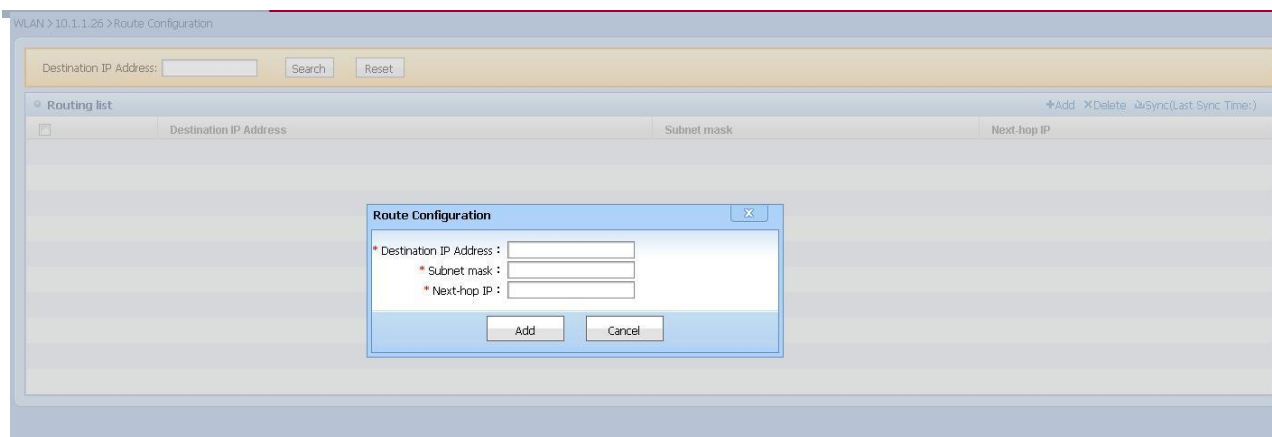 WLAN > 10.1.1.26 > Route Configuration
Destination IP Address: Search Reset
Routing list +Add ×Delete Sync(Last Sync Time:)
Destination IP Address Subnet mask Next-hop IP
Route Configuration
* Destination IP Address :
* Subnet mask :
* Next-hop IP :
Add Cancel